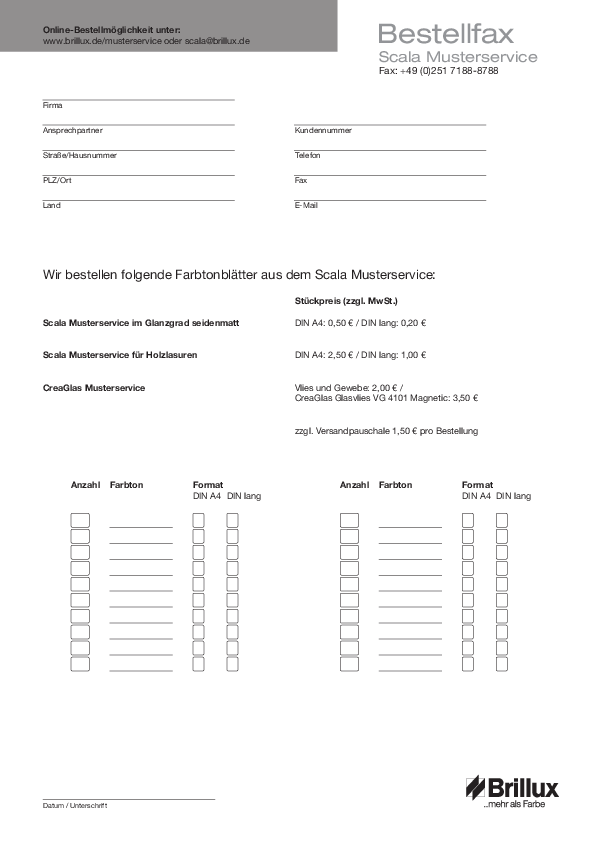 Online-Bestellmöglichkeit unter:
www.brillux.de/musterservice oder scala@brillux.de
Bestellfax
Scala Musterservice
Fax: +49 (0)251 7188-8788
Firma
Ansprechpartner
Kundennummer
Straße/Hausnummer
Telefon
PLZ/Ort
Fax
Land
E-Mail
Wir bestellen folgende Farbtonblätter aus dem Scala Musterservice:
Stückpreis (zzgl. MwSt.)
Scala Musterservice im Glanzgrad seidenmatt
DIN A4: 0,50 € / DIN lang: 0,20 €
Scala Musterservice für Holzlasuren
DIN A4: 2,50 € / DIN lang: 1,00 €
CreaGlas Musterservice
Vlies und Gewebe: 2,00 € /
CreaGlas Glasvlies VG 4101 Magnetic: 3,50 €
zzgl. Versandpauschale 1,50 € pro Bestellung
Anzahl Farbton Format
DIN A4 DIN lang
Anzahl Farbton Format
DIN A4 DIN lang
Brillux
..mehr als Farbe
Datum / Unterschrift